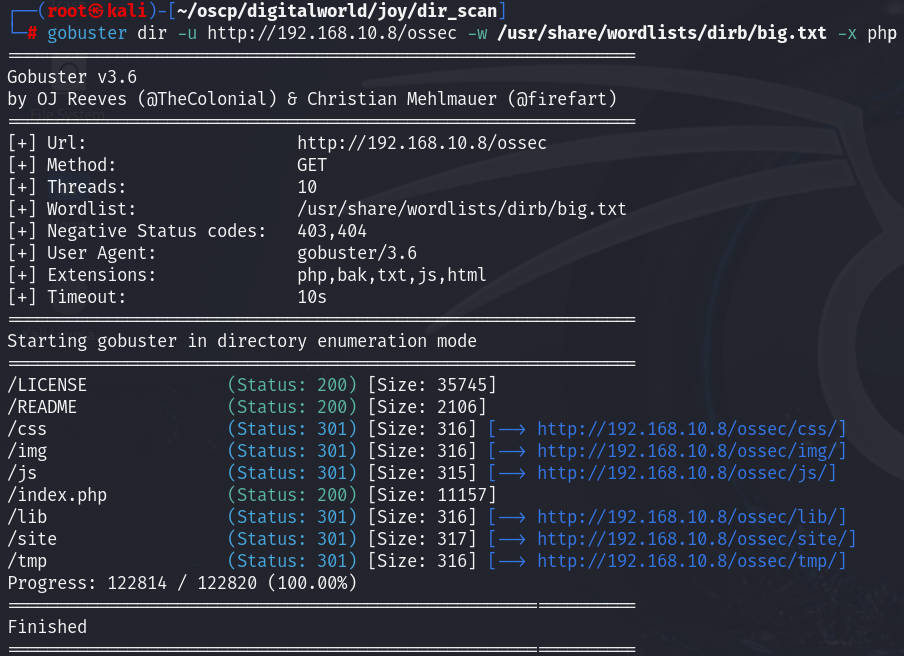 ┌──(root㉿kali)-[~/oscp/digitalworld/joy/dir_scan]
└─# gobuster dir -u http://192.168.10.8/ossec -w /usr/share/wordlists/dirb/big.txt -x php
===============================================================
Gobuster v3.6
by OJ Reeves (@TheColonial) & Christian Mehlmauer (@firefart)
===============================================================
[+] Url:                     http://192.168.10.8/ossec
[+] Method:                  GET
[+] Threads:                 10
[+] Wordlist:                /usr/share/wordlists/dirb/big.txt
[+] Negative Status codes:   403,404
[+] User Agent:              gobuster/3.6
[+] Extensions:              php,bak,txt,js,html
[+] Timeout:                 10s
===============================================================
Starting gobuster in directory enumeration mode
===============================================================
/LICENSE              (Status: 200) [Size: 35745]
/README               (Status: 200) [Size: 2106]
/css                  (Status: 301) [Size: 316] [--> http://192.168.10.8/ossec/css/]
/img                  (Status: 301) [Size: 316] [--> http://192.168.10.8/ossec/img/]
/js                   (Status: 301) [Size: 315] [--> http://192.168.10.8/ossec/js/]
/index.php            (Status: 200) [Size: 11157]
/lib                  (Status: 301) [Size: 316] [--> http://192.168.10.8/ossec/lib/]
/site                 (Status: 301) [Size: 317] [--> http://192.168.10.8/ossec/site/]
/tmp                  (Status: 301) [Size: 316] [--> http://192.168.10.8/ossec/tmp/]
Progress: 122814 / 122820 (100.00%)
===============================================================
Finished
===============================================================